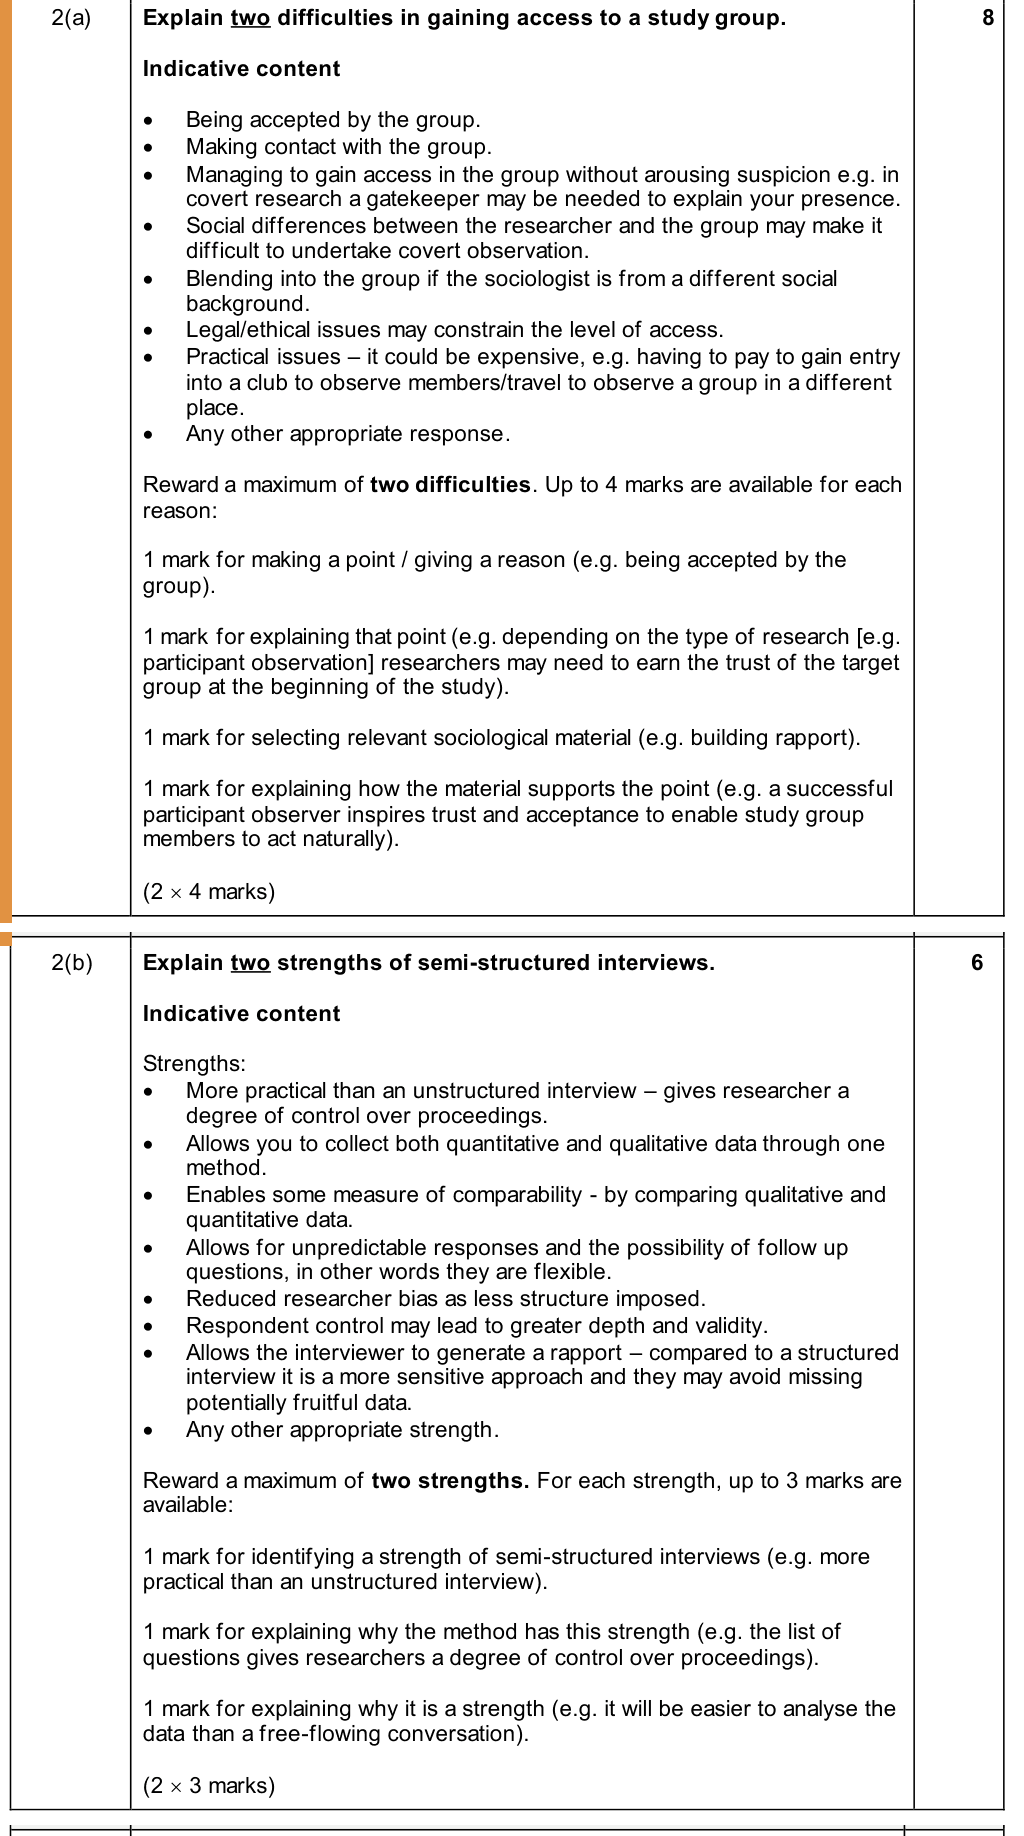 2(a)
Explain two difficulties in gaining access to a study group.
8
Indicative content
• Being accepted by the group.
• Making contact with the group.
• Managing to gain access in the group without arousing suspicion e.g. in
covert research a gatekeeper may be needed to explain your presence.
• Social differences between the researcher and the group may make it
difficult to undertake covert observation.
• Blending into the group if the sociologist is from a different social
background.
• Legal/ethical issues may constrain the level of access.
• Practical issues – it could be expensive, e.g. having to pay to gain entry
into a club to observe members/travel to observe a group in a different
place.
• Any other appropriate response.
Reward a maximum of two difficulties. Up to 4 marks are available for each
reason:
1 mark for making a point / giving a reason (e.g. being accepted by the
group).
1 mark for explaining that point (e.g. depending on the type of research [e.g.
participant observation] researchers may need to earn the trust of the target
group at the beginning of the study).
1 mark for selecting relevant sociological material (e.g. building rapport).
1 mark for explaining how the material supports the point (e.g. a successful
participant observer inspires trust and acceptance to enable study group
members to act naturally).
(2 × 4 marks)
2(b)
Explain two strengths of semi-structured interviews.
6
Indicative content
Strengths:
• More practical than an unstructured interview – gives researcher a
degree of control over proceedings.
• Allows you to collect both quantitative and qualitative data through one
method.
• Enables some measure of comparability - by comparing qualitative and
quantitative data.
• Allows for unpredictable responses and the possibility of follow up
questions, in other words they are flexible.
• Reduced researcher bias as less structure imposed.
• Respondent control may lead to greater depth and validity.
• Allows the interviewer to generate a rapport – compared to a structured
interview it is a more sensitive approach and they may avoid missing
potentially fruitful data.
• Any other appropriate strength.
Reward a maximum of two strengths. For each strength, up to 3 marks are
available:
1 mark for identifying a strength of semi-structured interviews (e.g. more
practical than an unstructured interview).
1 mark for explaining why the method has this strength (e.g. the list of
questions gives researchers a degree of control over proceedings).
1 mark for explaining why it is a strength (e.g. it will be easier to analyse the
data than a free-flowing conversation).
(2 × 3 marks)